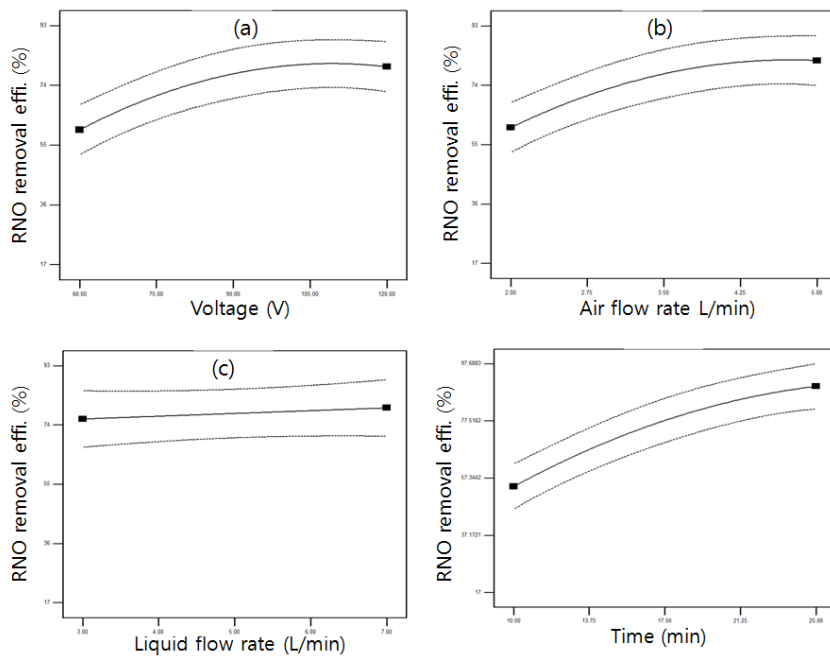 (a)
RNO removal effi. (%)
93
74
55
36
17
60.00 75.00 90.00 105.00 120.00
Voltage (V)
(b)
RNO removal effi. (%)
93
74
55
36
17
2.00 2.75 3.50 4.25 5.00
Air flow rate L/min)
(c)
RNO removal effi. (%)
93
74
55
36
17
3.00 4.00 5.00 6.00 7.00
Liquid flow rate (L/min)
RNO removal effi. (%)
97.6883
77.5162
57.3442
37.1721
17
10.00 13.75 17.50 21.25 25.00
Time (min)